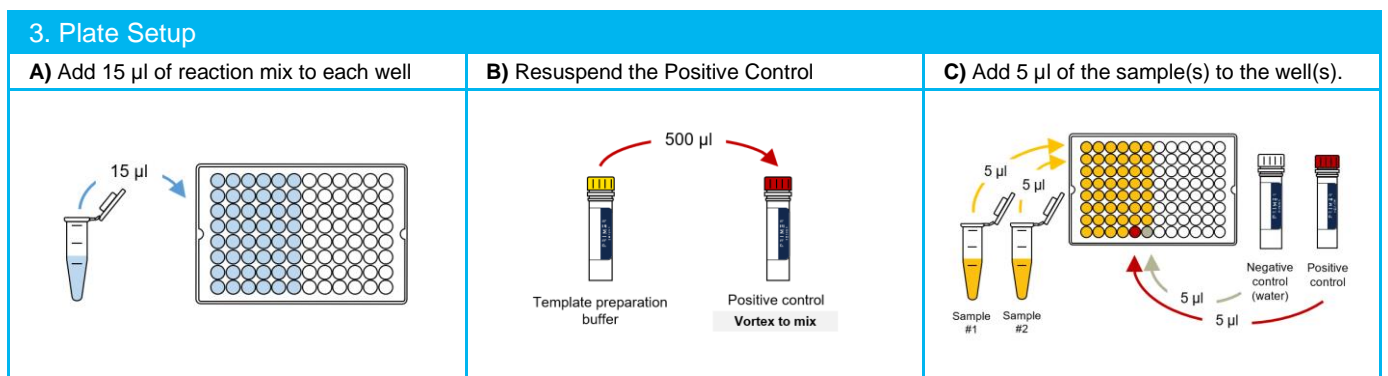 3. Plate Setup
A) Add 15 µl of reaction mix to each well
B) Resuspend the Positive Control
C) Add 5 µl of the sample(s) to the well(s).
15 µl
500 µl
Template preparation
buffer
Positive control
Vortex to mix
5 µl
5 µl
Sample
#1
Sample
#2
Negative
control
(water)
Positive
control
5 µl
5 µl